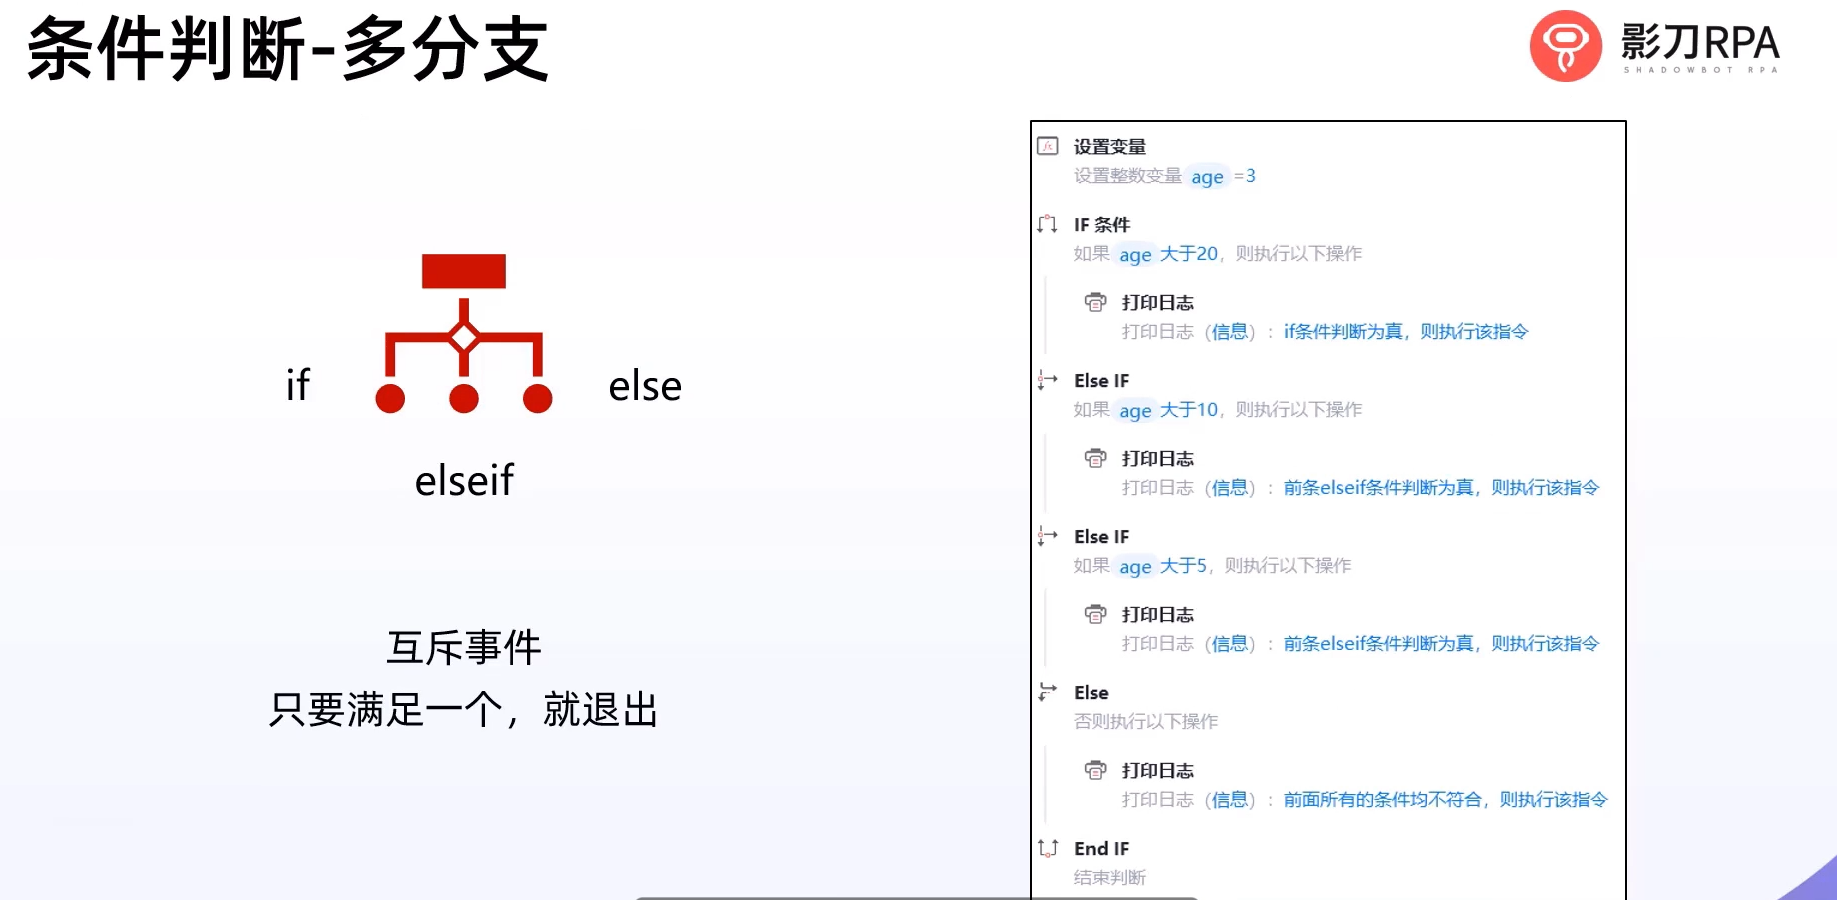 条件判断-多分支
影刀RPA
SHADOWBOT RPA
if
else
elseif
互斥事件
只要满足一个，就退出
设置变量
设置整数变量 age =3
IF 条件
如果 age 大于20，则执行以下操作
打印日志
打印日志（信息）：if条件判断为真，则执行该指令
Else IF
如果 age 大于10，则执行以下操作
打印日志
打印日志（信息）：前条elseif条件判断为真，则执行该指令
Else IF
如果 age 大于5，则执行以下操作
打印日志
打印日志（信息）：前条elseif条件判断为真，则执行该指令
Else
否则执行以下操作
打印日志
打印日志（信息）：前面所有的条件均不符合，则执行该指令
End IF
结束判断